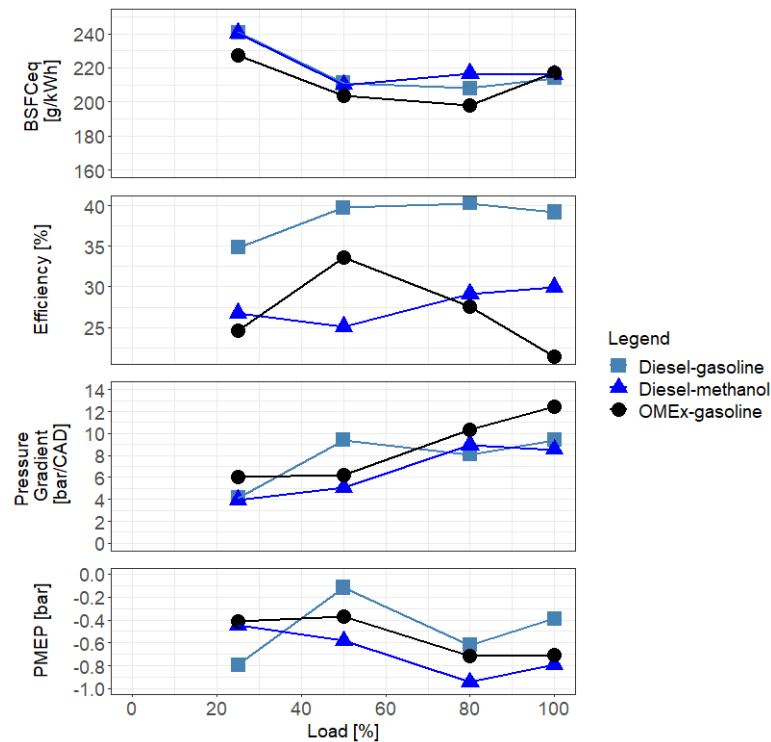 240
220
200
180
160
BSFCeq
[g/kWh]
40
35
30
25
Efficiency [%]
14
12
10
8
6
4
2
0
Pressure
Gradient
[bar/CAD]
0.0
-0.2
-0.4
-0.6
-0.8
-1.0
PMEP [bar]
0 20 40 60 80 100
Load [%]
Legend
Diesel-gasoline
Diesel-methanol
OMEx-gasoline